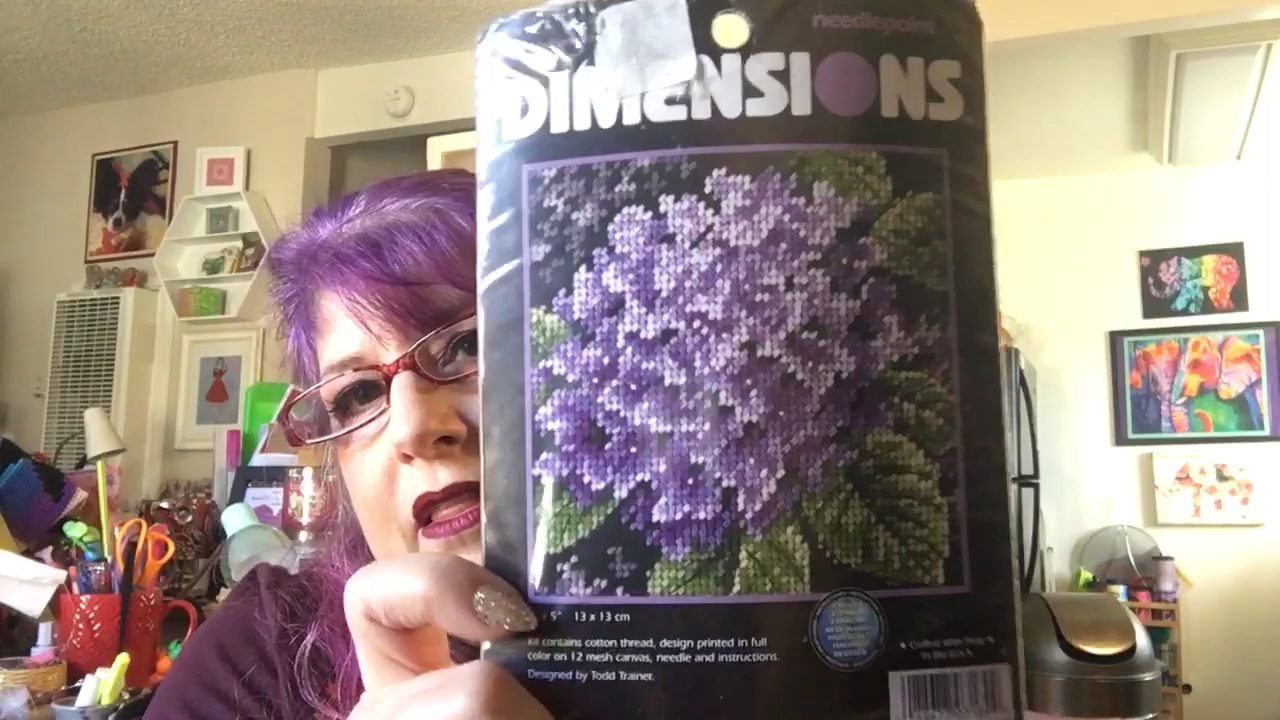 needlepoint
DIMENSIONS
5" 13 x 13 cm
Kit contains cotton thread, design printed in full
color on 12 mesh canvas, needle and instructions.
Designed by Todd Trainer.